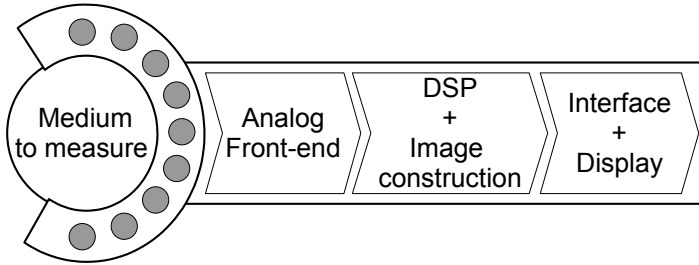 Medium
to measure
Analog
Front-end
DSP
+
Image
construction
Interface
+
Display